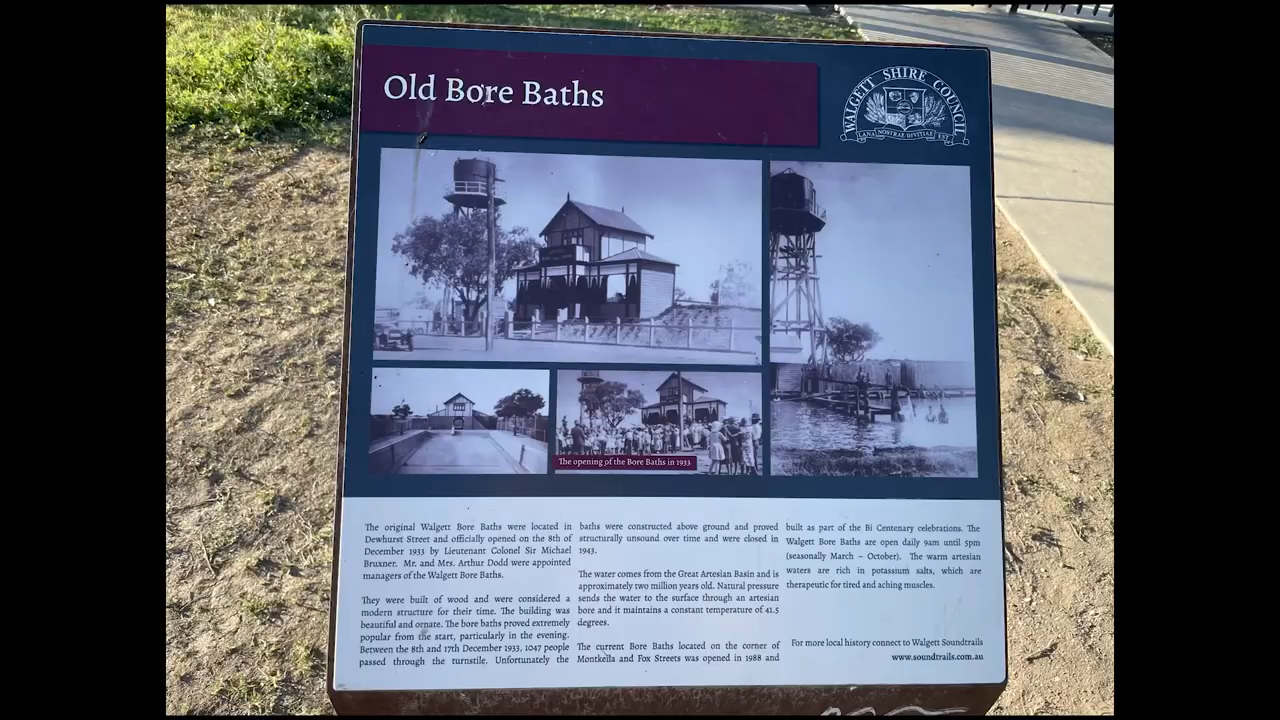 Old Bore Baths
WALGETT SHIRE COUNCIL
LANA NOSTRAE DIVITIAE EST
The opening of the Bore Baths in 1933
The original Walgett Bore Baths were located in
Dewhurst Street and officially opened on the 8th of
December 1933 by Lieutenant Colonel Sir Michael
Bruxner. Mr. and Mrs. Arthur Dodd were appointed
managers of the Walgett Bore Baths.
They were built of wood and were considered a
modern structure for their time. The building was
beautiful and ornate. The bore baths proved extremely
popular from the start, particularly in the evening.
Between the 8th and 17th December 1933, 1047 people
passed through the turnstile. Unfortunately the
baths were constructed above ground and proved
structurally unsound over time and were closed in
1943.
The water comes from the Great Artesian Basin and is
approximately two million years old. Natural pressure
sends the water to the surface through an artesian
bore and it maintains a constant temperature of 41.5
degrees.
The current Bore Baths located on the corner of
Montkeila and Fox Streets was opened in 1988 and
built as part of the Bi Centenary celebrations. The
Walgett Bore Baths are open daily 9am until 5pm
(seasonally March – October). The warm artesian
waters are rich in potassium salts, which are
therapeutic for tired and aching muscles.
For more local history connect to Walgett Soundtrails
www.soundtrails.com.au